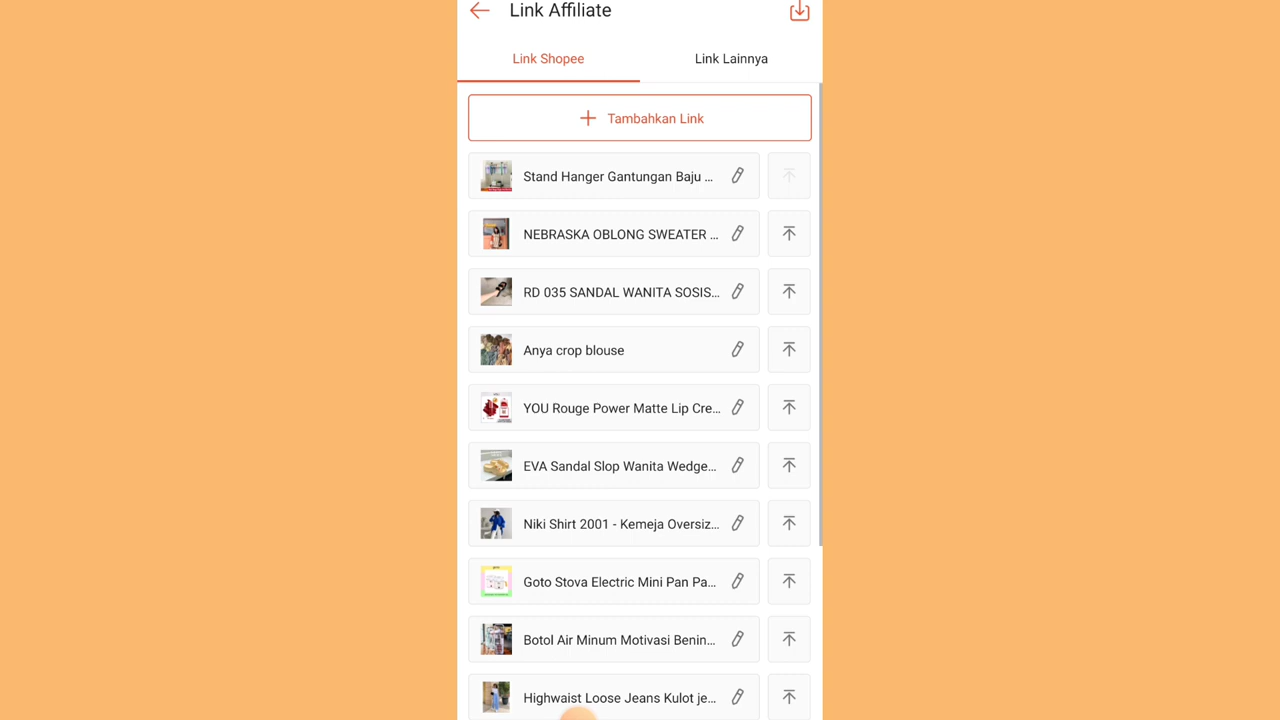 Link Affiliate
Link Shopee
Link Lainnya
Tambahkan Link
Stand Hanger Gantungan Baju ...
NEBRASKA OBLONG SWEATER ...
RD 035 SANDAL WANITA SOSIS...
Anya crop blouse
YOU Rouge Power Matte Lip Cre...
EVA Sandal Slop Wanita Wedge...
Niki Shirt 2001 - Kemeja Oversiz...
Goto Stova Electric Mini Pan Pa...
Botol Air Minum Motivasi Benin...
Highwaist Loose Jeans Kulot je...